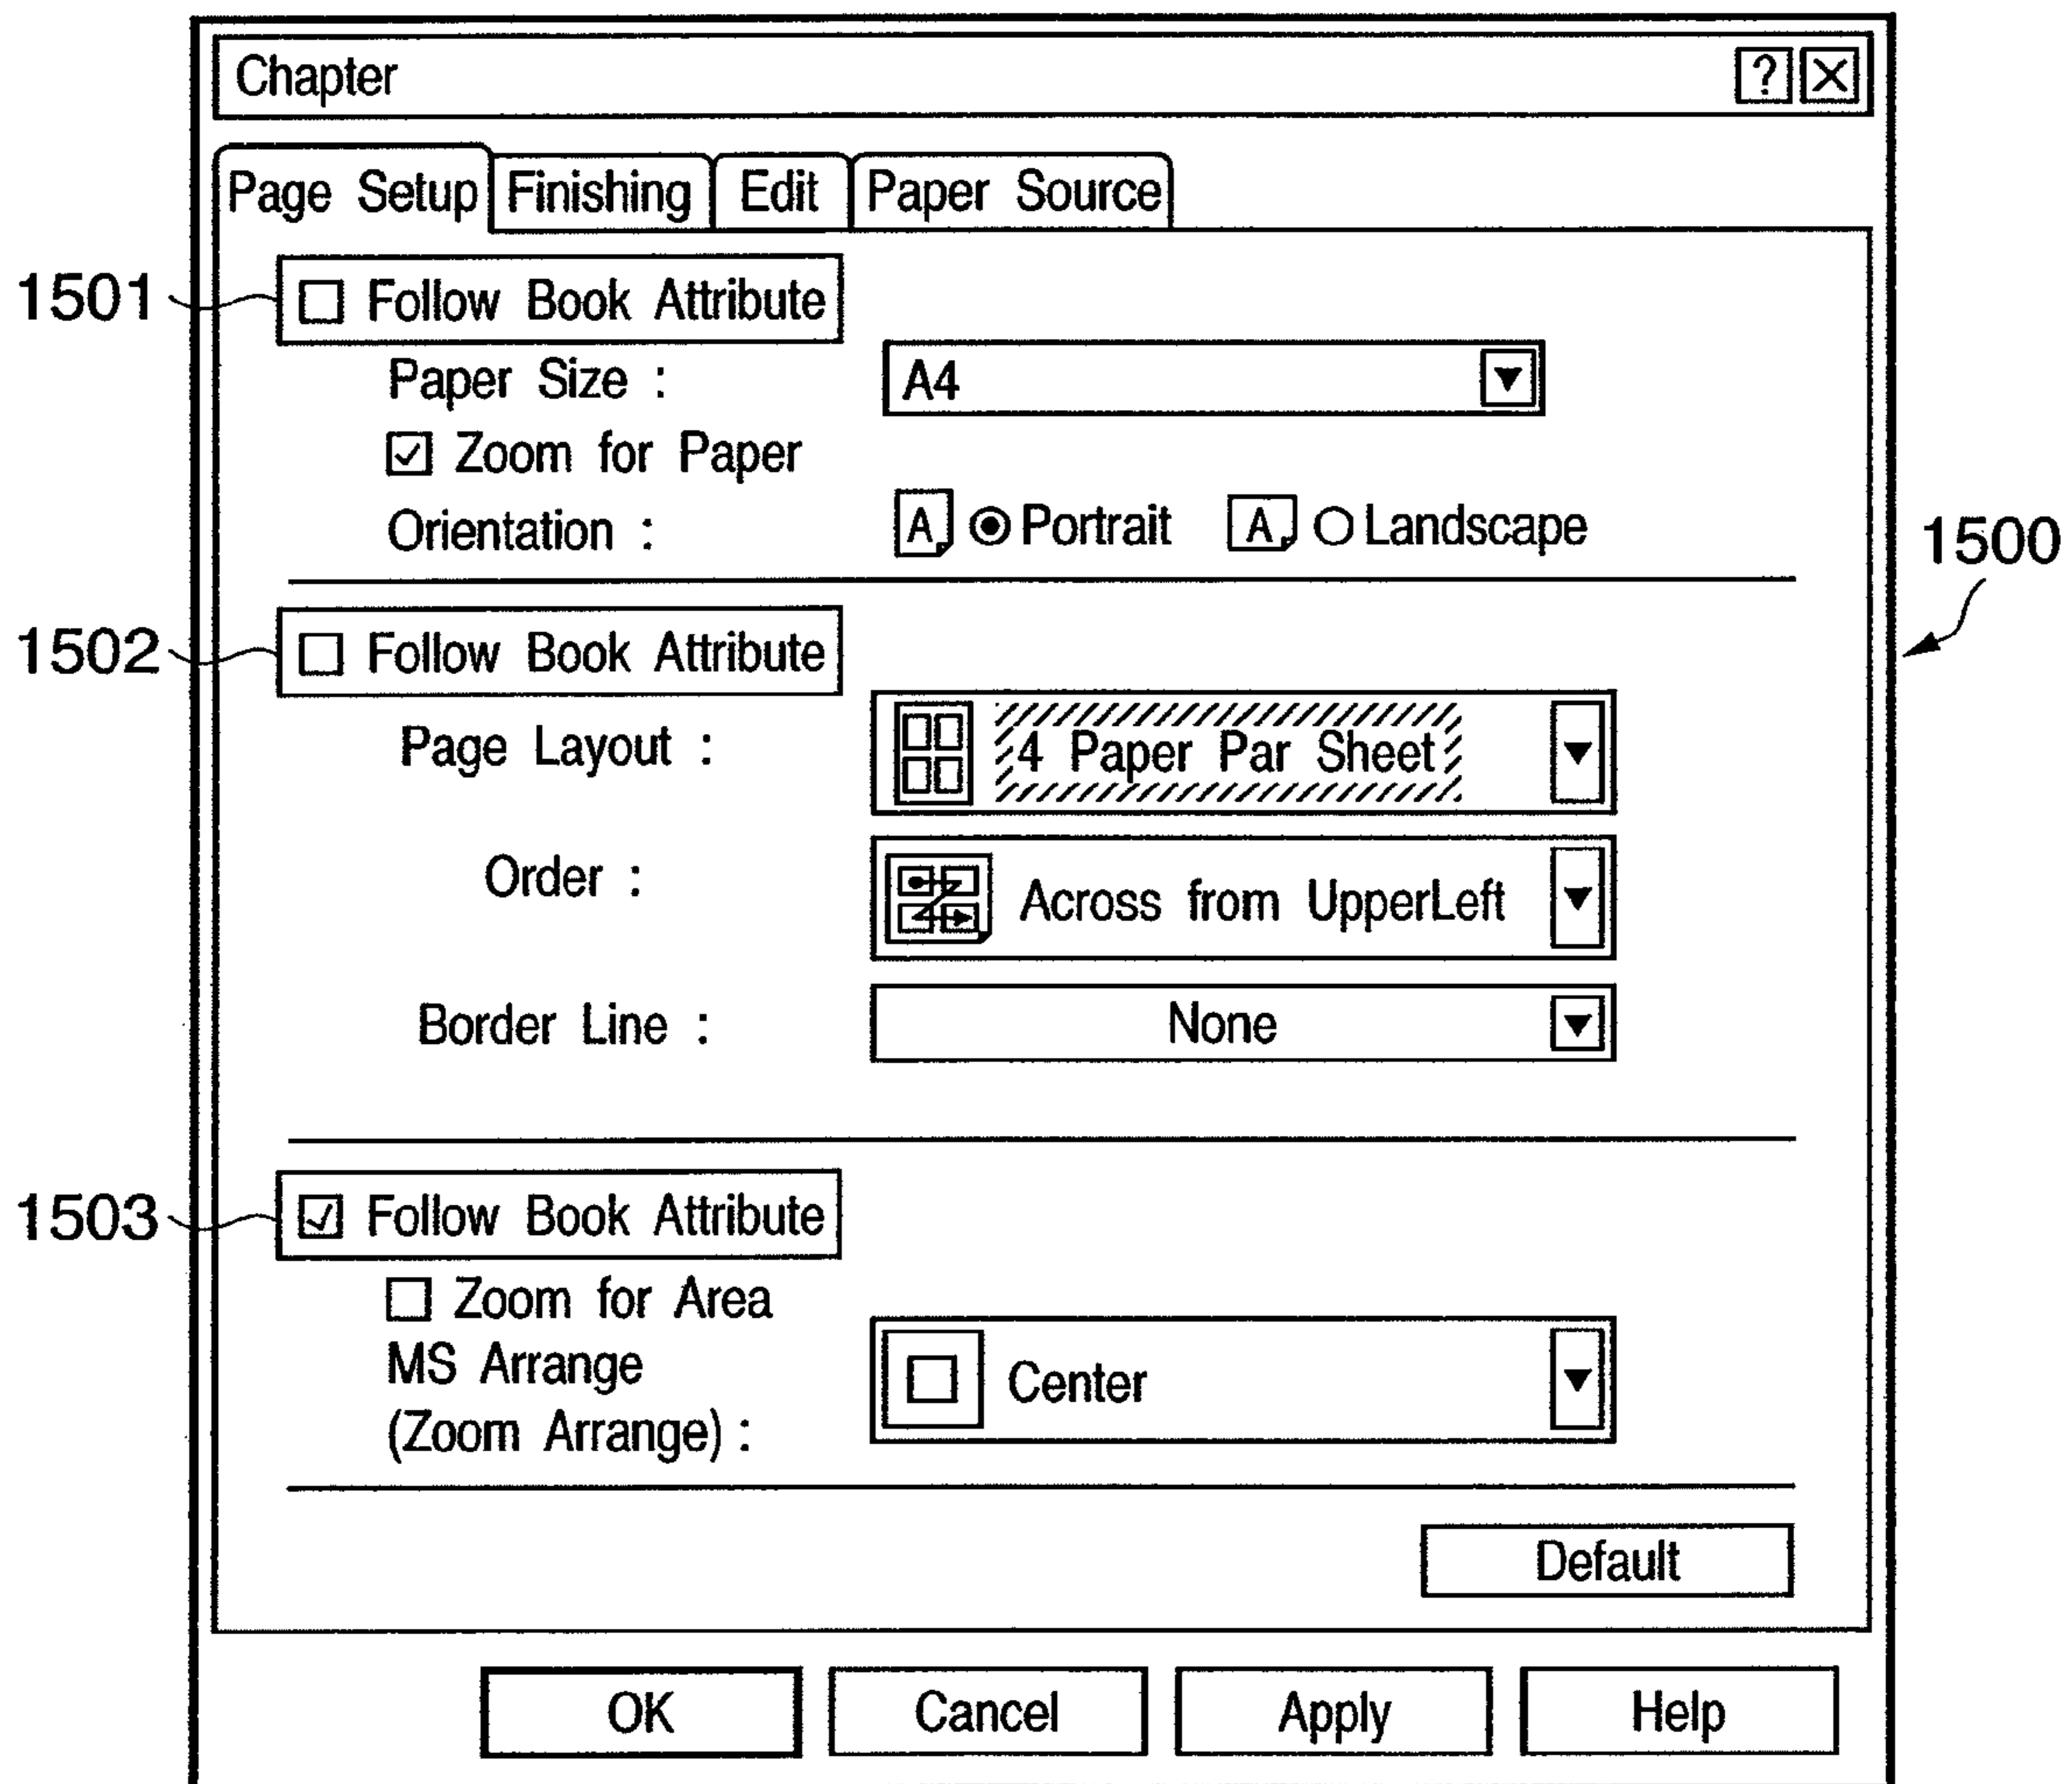 Chapter ?
Page Setup Finishing Edit Paper Source
1501 Follow Book Attribute
Paper Size : A4
Zoom for Paper
Orientation : A Portrait A Landscape
1500
1502 Follow Book Attribute
Page Layout : 4 Paper Par Sheet
Order : Across from UpperLeft
Border Line : None
1503 Follow Book Attribute
Zoom for Area
MS Arrange
(Zoom Arrange) : Center
Default
OK Cancel Apply Help